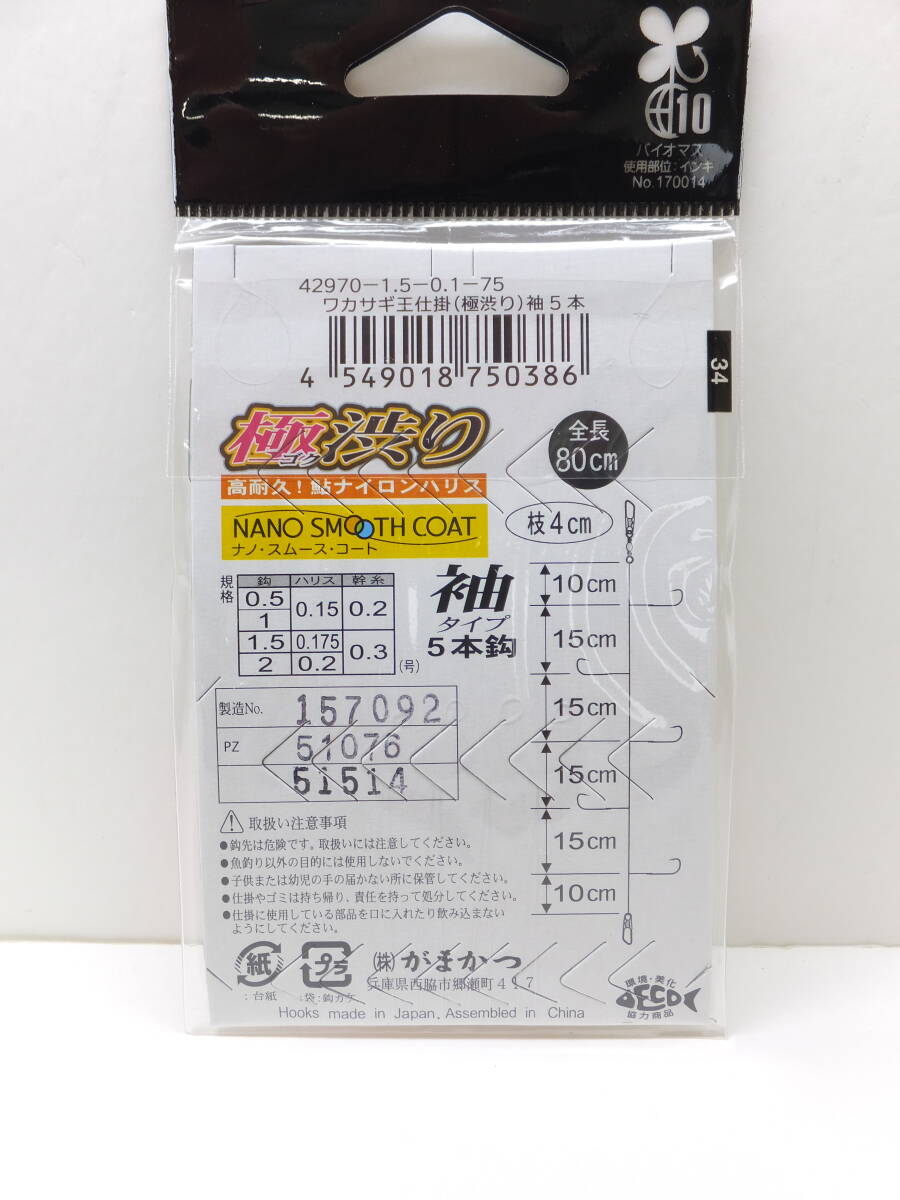 10
バイオマス
使用部位:インキ
No.170014
42970-1.5-0.1-75
ワカサギ王仕掛(極渋り)袖5本
4 549018 750386
34
極渋り
ゴク
全長
80cm
高耐久!鮎ナイロンハリス
NANO SMOOTH COAT
ナノ・スムース・コート
枝4cm
規格
鈎 ハリス 幹糸
0.5 0.15 0.2
1
1.5 0.175 0.3
2 0.2
(号)
袖
タイプ
5本鈎
10cm
15cm
15cm
15cm
15cm
10cm
製造No. 157092
PZ 51076
51514
取扱い注意事項
●鈎先は危険です。取扱いには注意してください。
●魚釣り以外の目的には使用しないでください。
●子供または幼児の手の届かない所に保管してください。
●仕掛やゴミは持ち帰り、責任を持って処分してください。
●仕掛に使用している部品を口に入れたり飲み込まない
ようにしてください。
紙
:台紙
プラ
:袋:鈎カケ
(株)がまかつ
兵庫県西脇市郷瀬町417
Hooks made in Japan. Assembled in China
環境・美化
ECO
協力商品